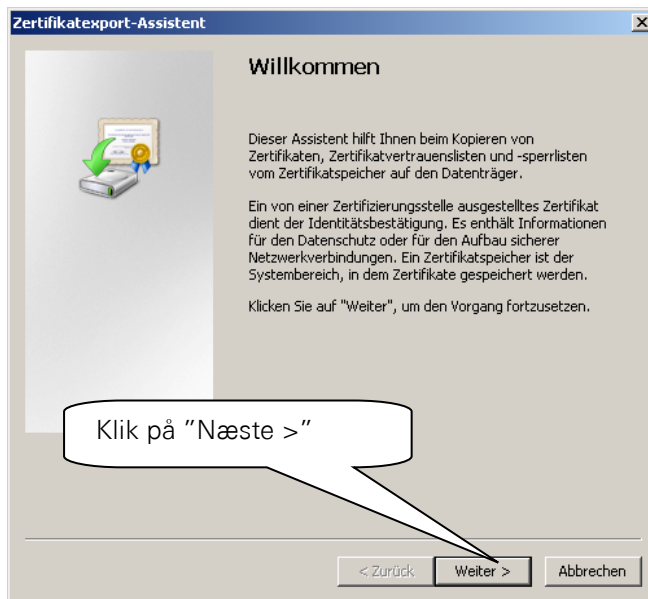 Zertifikatexport-Assistent
Willkommen
Dieser Assistent hilft Ihnen beim Kopieren von
Zertifikaten, Zertifikatvertrauenslisten und -sperrlisten
vom Zertifikatspeicher auf den Datenträger.
Ein von einer Zertifizierungsstelle ausgestelltes Zertifikat
dient der Identitätsbestätigung. Es enthält Informationen
für den Datenschutz oder für den Aufbau sicherer
Netzwerkverbindungen. Ein Zertifikatspeicher ist der
Systembereich, in dem Zertifikate gespeichert werden.
Klicken Sie auf "Weiter", um den Vorgang fortzusetzen.
Klik på ”Næste >”
< Zurück Weiter > Abbrechen